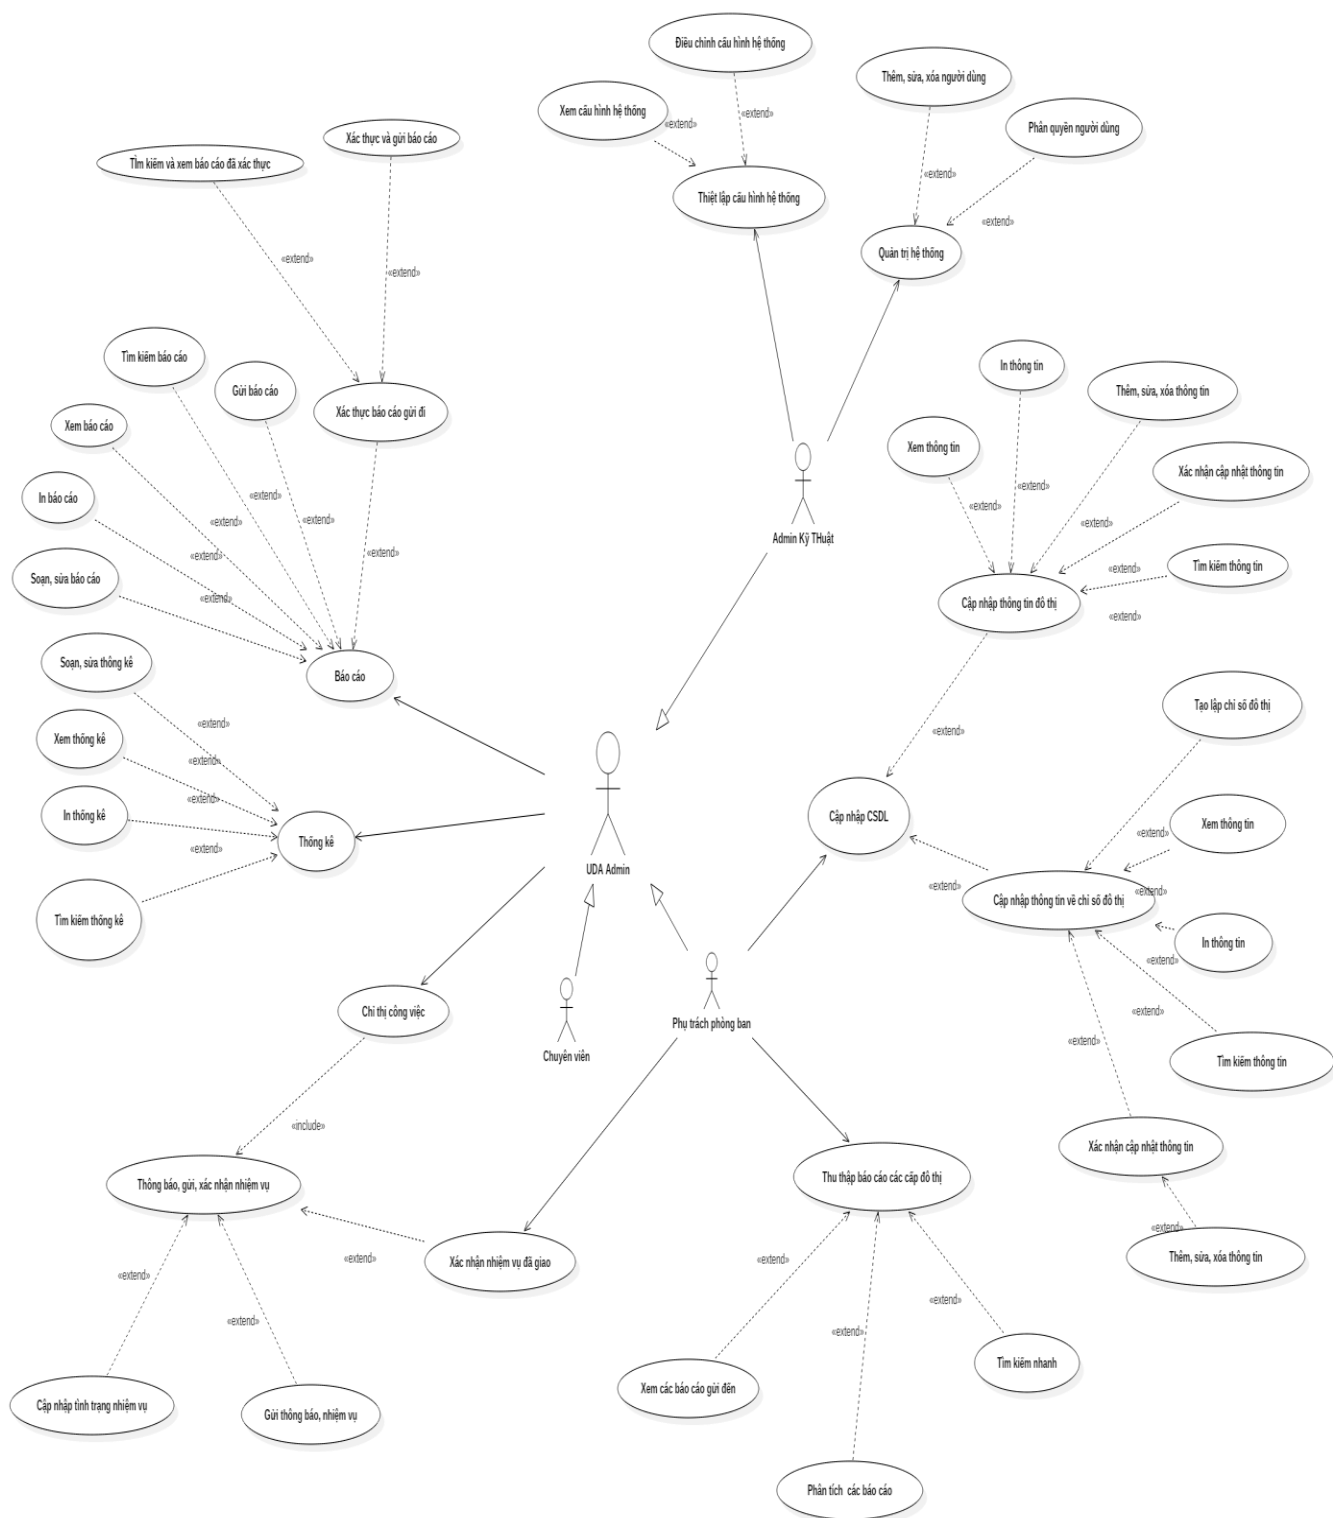 Điều chỉnh cấu hình hệ thống
Thêm, sửa, xóa người dùng
Xem cấu hình hệ thống
«extend»
«extend»
Phân quyền người dùng
Xác thực và gửi báo cáo
TÌm kiếm và xem báo cáo đã xác thực
«extend»
Thiệt lập cấu hình hệ thống
«extend»
Quản trị hệ thống
«extend»
«extend»
Tìm kiếm báo cáo
In thông tin
Gửi báo cáo
Thêm, sửa, xóa thông tin
Xác thực báo cáo gửi đi
Xem báo cáo
Xem thông tin
Xác nhận cập nhật thông tin
In báo cáo
«extend»
«extend»
«extend»
«extend»
«extend»
«extend»
Admin Kỹ THuật
«extend»
«extend»
«extend»
Tìm kiếm thông tin
Soạn, sửa báo cáo
«extend»
Cập nhập thông tin đô thị
«extend»
Soạn, sửa thông kê
Báo cáo
Tạo lập chỉ số đô thị
«extend»
«extend»
Xem thống kê
«extend»
«extend»
In thống kê
Cập nhập CSDL
Xem thông tin
«extend»
Thống kê
«extend»
UDA Admin
«extend»
«extend»
Cập nhập thông tin về chỉ số đô thị
Tìm kiếm thống kê
In thông tin
«extend»
Chỉ thị công việc
«extend»
Phụ trách phòng ban
«extend»
Chuyên viên
Tìm kiếm thông tin
«include»
Xác nhận cập nhật thông tin
Thông báo, gửi, xác nhận nhiệm vụ
Thu thập báo cáo các cấp đô thị
«extend»
Thêm, sửa, xóa thông tin
«extend»
Xác nhận nhiệm vụ đã giao
«extend»
«extend»
«extend»
«extend»
«extend»
Tìm kiếm nhanh
Xem các báo cáo gửi đến
Cập nhập tình trạng nhiệm vụ
Gửi thông báo, nhiệm vụ
Phân tích các báo cáo